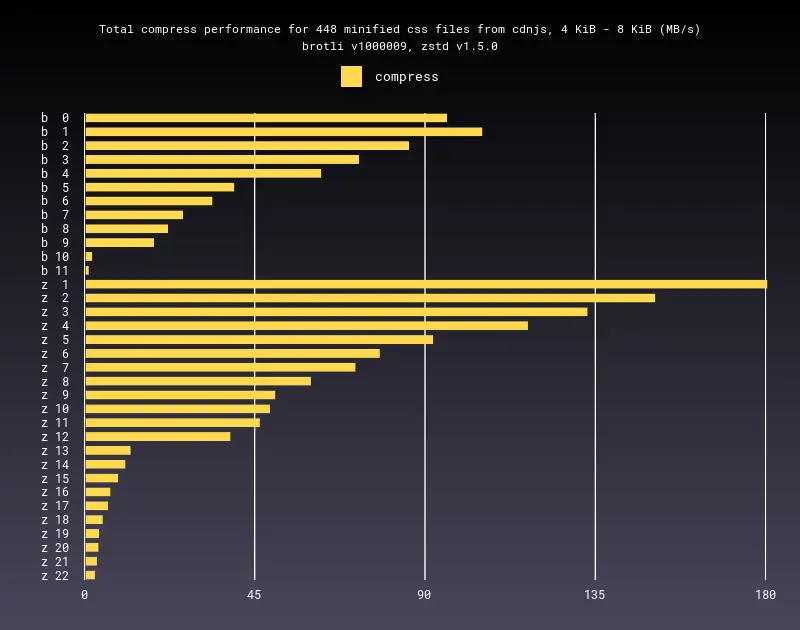 Total compress performance for 448 minified css files from cdnjs, 4 KiB - 8 KiB (MB/s)
brotli v1000009, zstd v1.5.0
compress
b 0
b 1
b 2
b 3
b 4
b 5
b 6
b 7
b 8
b 9
b 10
b 11
z 1
z 2
z 3
z 4
z 5
z 6
z 7
z 8
z 9
z 10
z 11
z 12
z 13
z 14
z 15
z 16
z 17
z 18
z 19
z 20
z 21
z 22
0 45 90 135 180